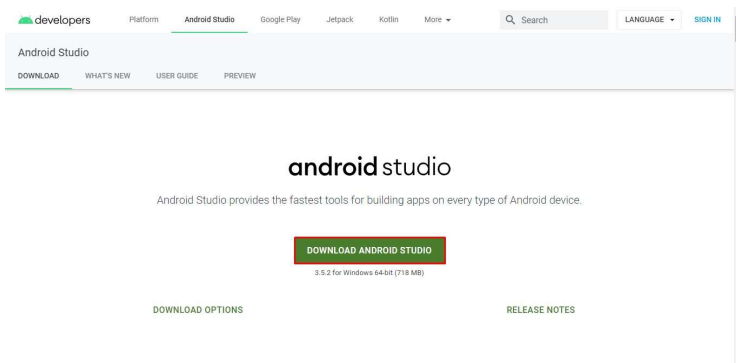 developers Platform Android Studio Google Play Jetpack Kotlin More Search LANGUAGE SIGN IN
Android Studio
DOWNLOAD WHAT'S NEW USER GUIDE PREVIEW
android studio
Android Studio provides the fastest tools for building apps on every type of Android device.
DOWNLOAD ANDROID STUDIO
3.5.2 for Windows 64-bit (718 MB)
DOWNLOAD OPTIONS RELEASE NOTES